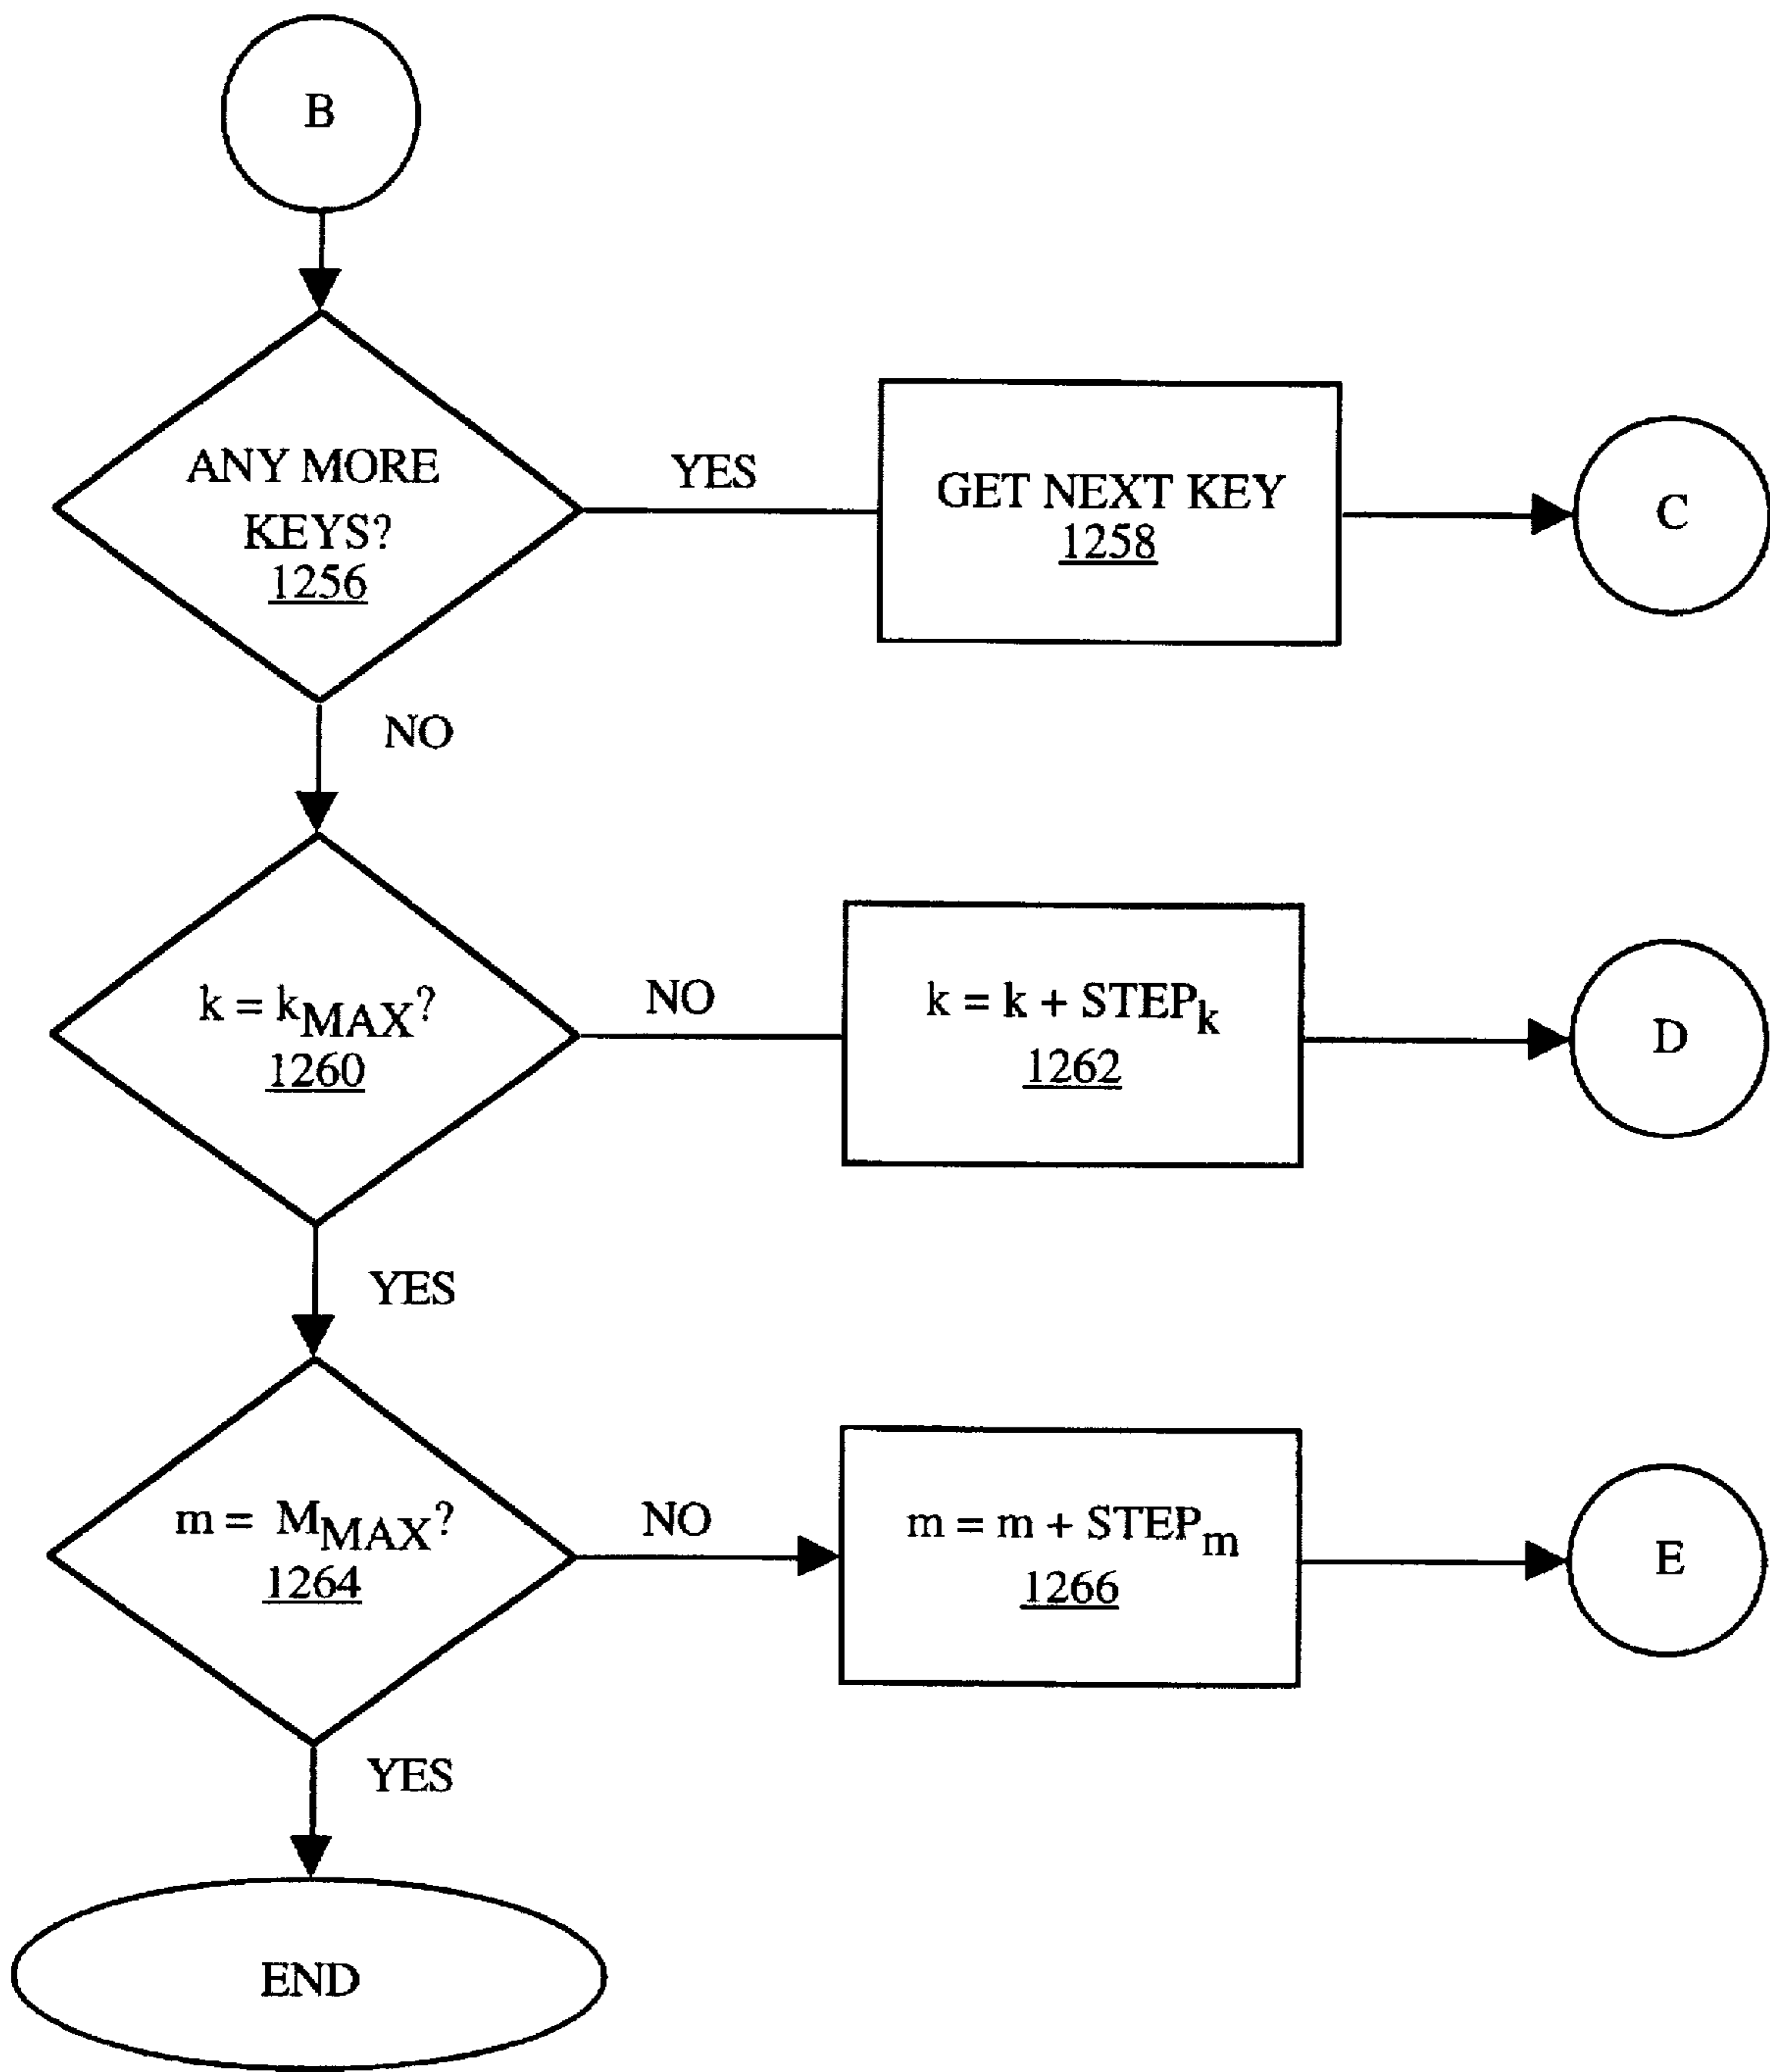 B
ANY MORE
KEYS?
1256
YES
GET NEXT KEY
1258
C
NO
k = kMAX?
1260
NO
k = k + STEPk
1262
D
YES
m = MMAX?
1264
NO
m = m + STEPm
1266
E
YES
END